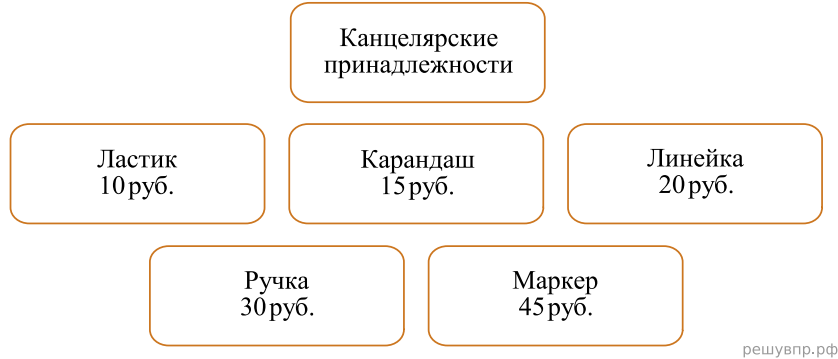 Канцелярские
принадлежности
Ластик
10 руб.
Карандаш
15 руб.
Линейка
20 руб.
Ручка
30 руб.
Маркер
45 руб.
решувпр.рф